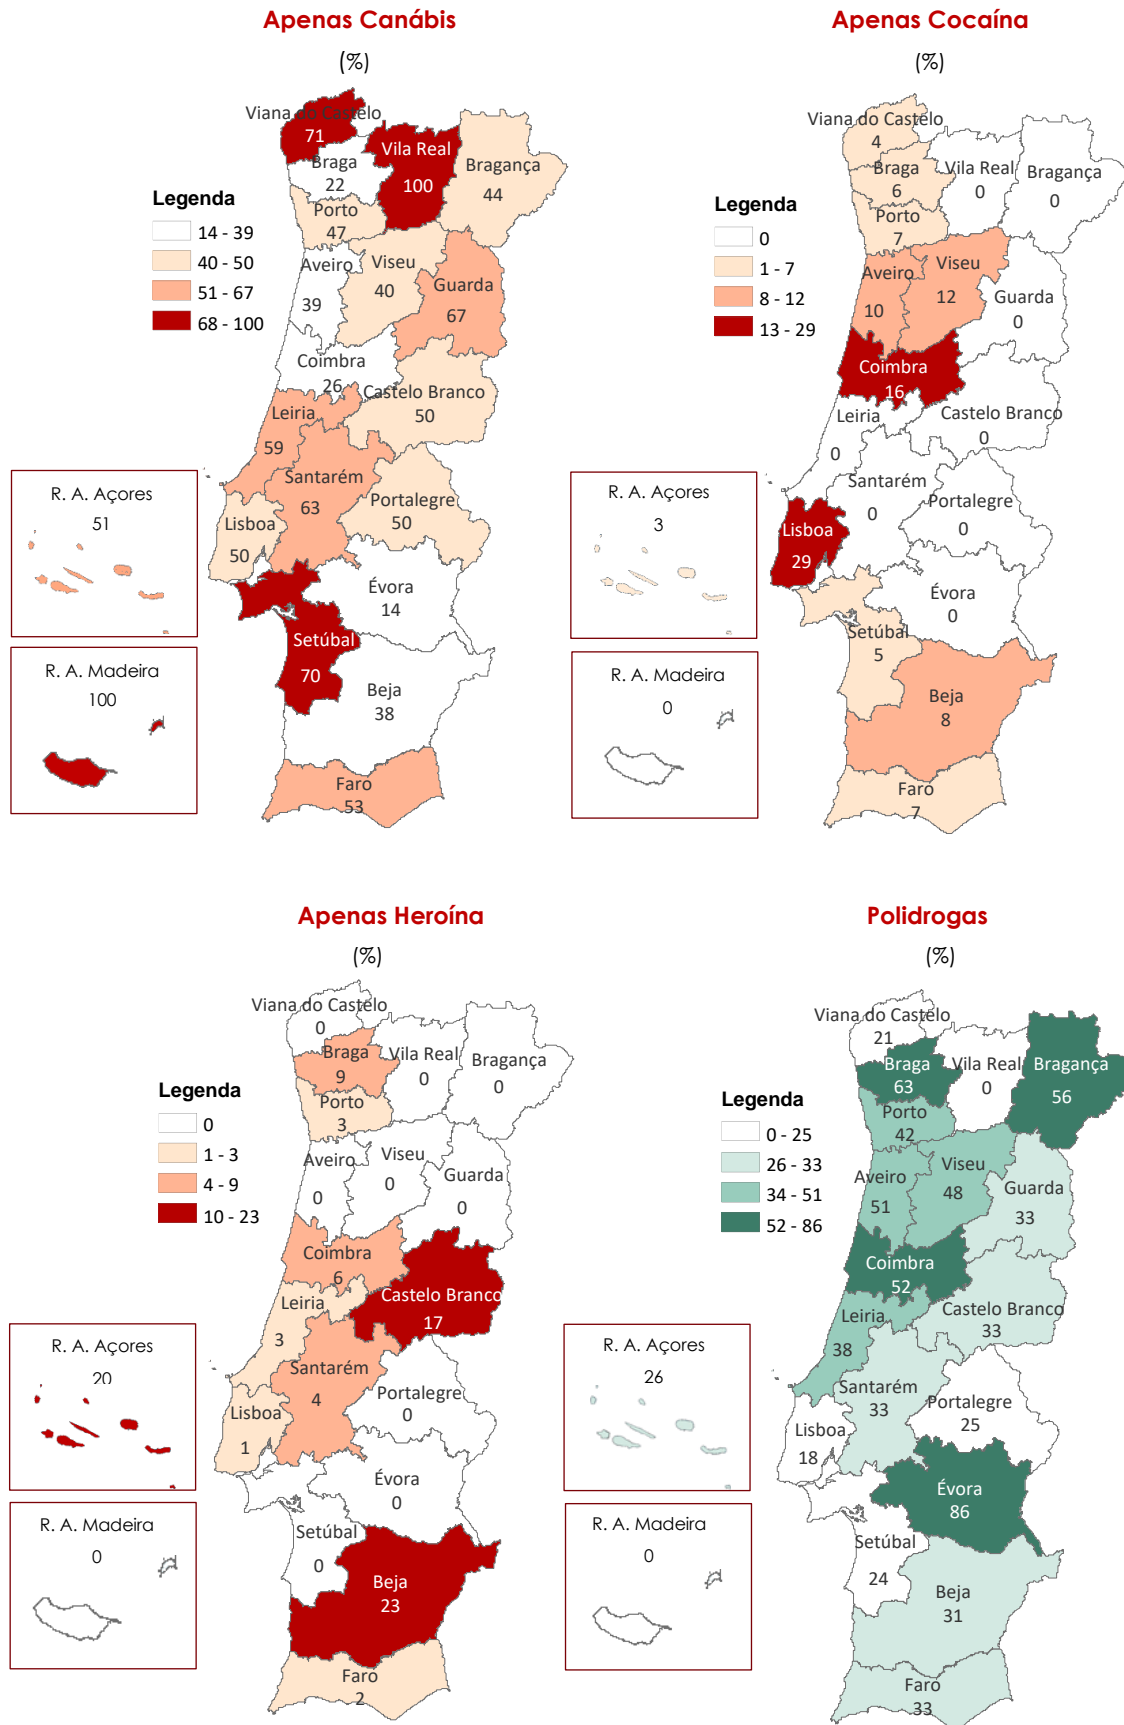 Apenas Canábis
(%)
Viana do Castelo
71
Vila Real
100
Bragança
44
Braga
22
Porto
47
Legenda
14 - 39
40 - 50
51 - 67
68 - 100
Aveiro
39
Viseu
40
Guarda
67
Coimbra
26
Castelo Branco
50
Leiria
59
Santarém
63
Portalegre
50
Lisboa
50
R. A. Açores
51
Évora
14
Setúbal
70
R. A. Madeira
100
Beja
38
Faro
53
Apenas Cocaína
(%)
Viana do Castelo
4
Braga
6
Vila Real
0
Bragança
0
Porto
7
Legenda
0
1 - 7
8 - 12
13 - 29
Aveiro
10
Viseu
12
Guarda
0
Coimbra
16
Castelo Branco
0
Leiria
0
Santarém
0
Portalegre
0
R. A. Açores
3
Lisboa
29
Évora
0
Setúbal
5
R. A. Madeira
0
Beja
8
Faro
7
Apenas Heroína
(%)
Viana do Castelo
0
Braga
9
Vila Real
0
Bragança
0
Porto
3
Legenda
0
1 - 3
4 - 9
10 - 23
Aveiro
0
Viseu
0
Guarda
0
Coimbra
6
Castelo Branco
17
Leiria
3
Santarém
4
Portalegre
0
R. A. Açores
20
Lisboa
1
Évora
0
Setúbal
0
R. A. Madeira
0
Beja
23
Faro
2
Polidrogas
(%)
Viana do Castelo
21
Braga
63
Vila Real
0
Bragança
56
Porto
42
Legenda
0 - 25
26 - 33
34 - 51
52 - 86
Aveiro
51
Viseu
48
Guarda
33
Coimbra
52
Castelo Branco
33
Leiria
38
Santarém
33
Portalegre
25
R. A. Açores
26
Lisboa
18
Évora
86
Setúbal
24
R. A. Madeira
0
Beja
31
Faro
33